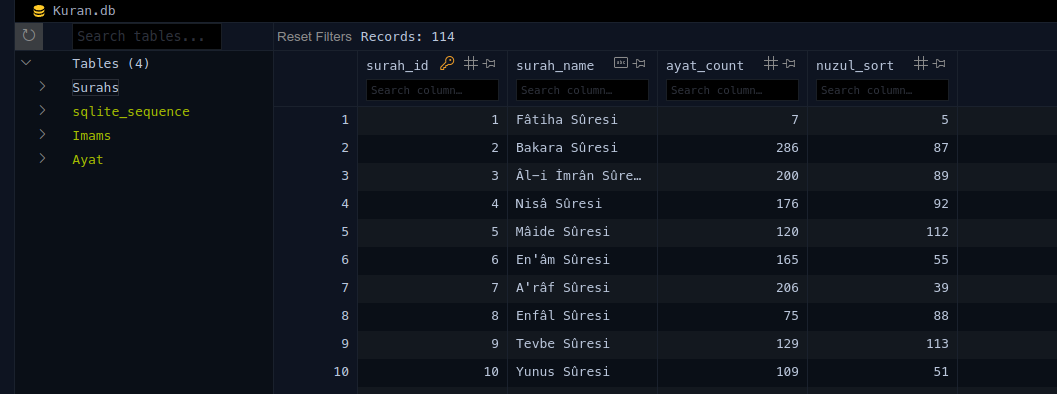 Kuran.db
Search tables... Reset Filters Records: 114
Tables (4)
Surahs
sqlite_sequence
Imams
Ayat
surah_id surah_name ayat_count nuzul_sort
Search column… Search column… Search column… Search column…
1 1 Fâtiha Sûresi 7 5
2 2 Bakara Sûresi 286 87
3 3 Âl-i İmrân Sûre… 200 89
4 4 Nisâ Sûresi 176 92
5 5 Mâide Sûresi 120 112
6 6 En'âm Sûresi 165 55
7 7 A'râf Sûresi 206 39
8 8 Enfâl Sûresi 75 88
9 9 Tevbe Sûresi 129 113
10 10 Yunus Sûresi 109 51